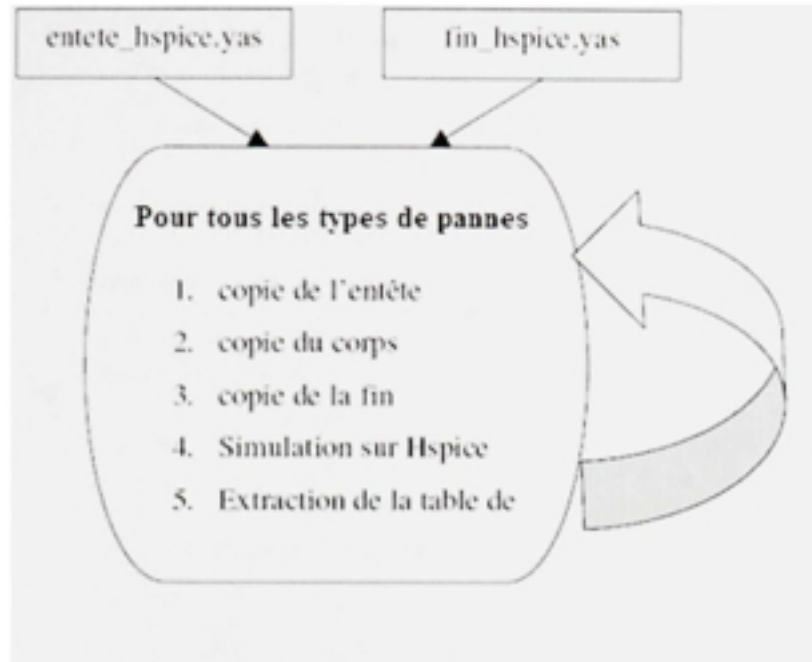 entete_hspice.yas
fin_hspice.yas
Pour tous les types de pannes
1. copie de l'entête
2. copie du corps
3. copie de la fin
4. Simulation sur Hspice
5. Extraction de la table de